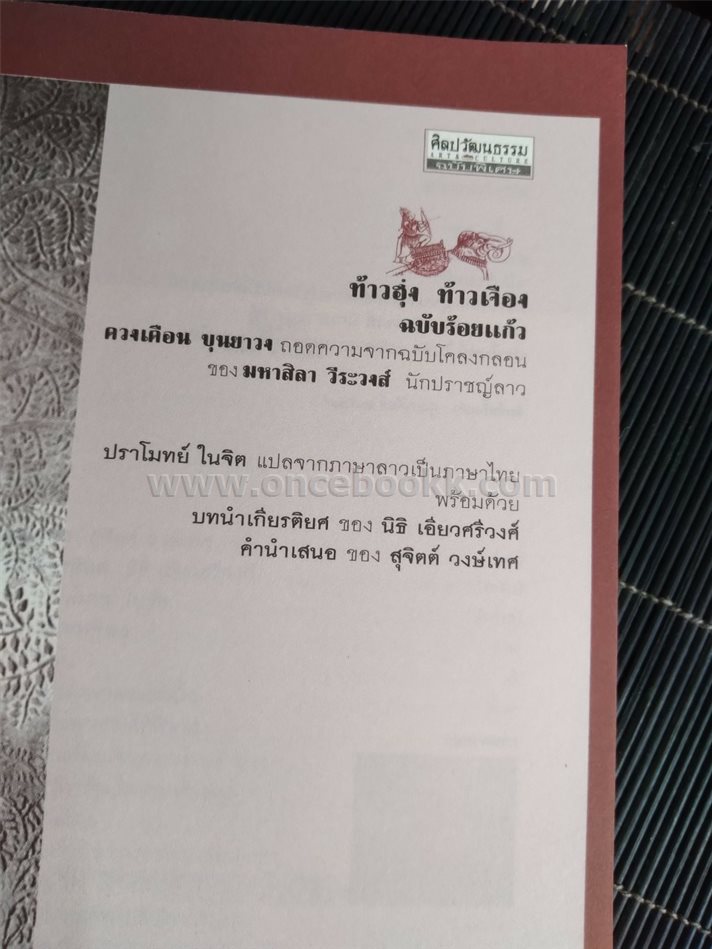 ศิลปวัฒนธรรม
ART & CULTURE
ฉบับพิเศษ
ท้าวฮุ่ง ท้าวเจือง
ฉบับร้อยแก้ว
ดวงเดือน บุนยาวง ถอดความจากฉบับโคลงกลอน
ของ มหาสิลา วีระวงส์ นักปราชญ์ลาว
ปราโมทย์ ในจิต แปลจากภาษาลาวเป็นภาษาไทย
www.oncebookk.com
พร้อมด้วย
บทนำเกียรติยศ ของ นิธิ เอียวศรีวงศ์
คำนำเสนอ ของ สุจิตต์ วงษ์เทศ